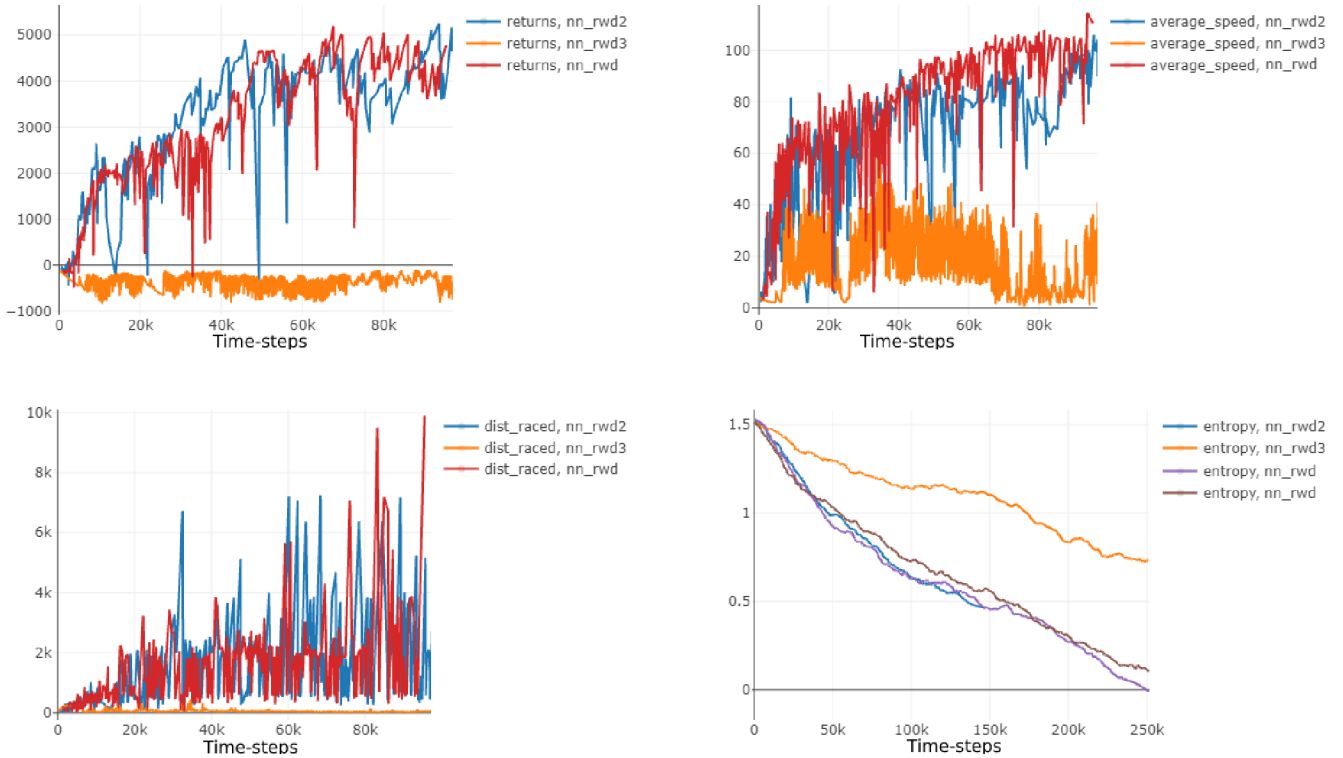 5000
4000
3000
2000
1000
0
−1000
0
20k
40k
60k
80k
Time-steps
returns, nn_rwd2
returns, nn_rwd3
returns, nn_rwd
100
80
60
40
20
0
0
20k
40k
60k
80k
Time-steps
average_speed, nn_rwd2
average_speed, nn_rwd3
average_speed, nn_rwd
10k
8k
6k
4k
2k
0
0
20k
40k
60k
80k
Time-steps
dist_raced, nn_rwd2
dist_raced, nn_rwd3
dist_raced, nn_rwd
1.5
1
0.5
0
0
50k
100k
150k
200k
250k
Time-steps
entropy, nn_rwd2
entropy, nn_rwd3
entropy, nn_rwd
entropy, nn_rwd